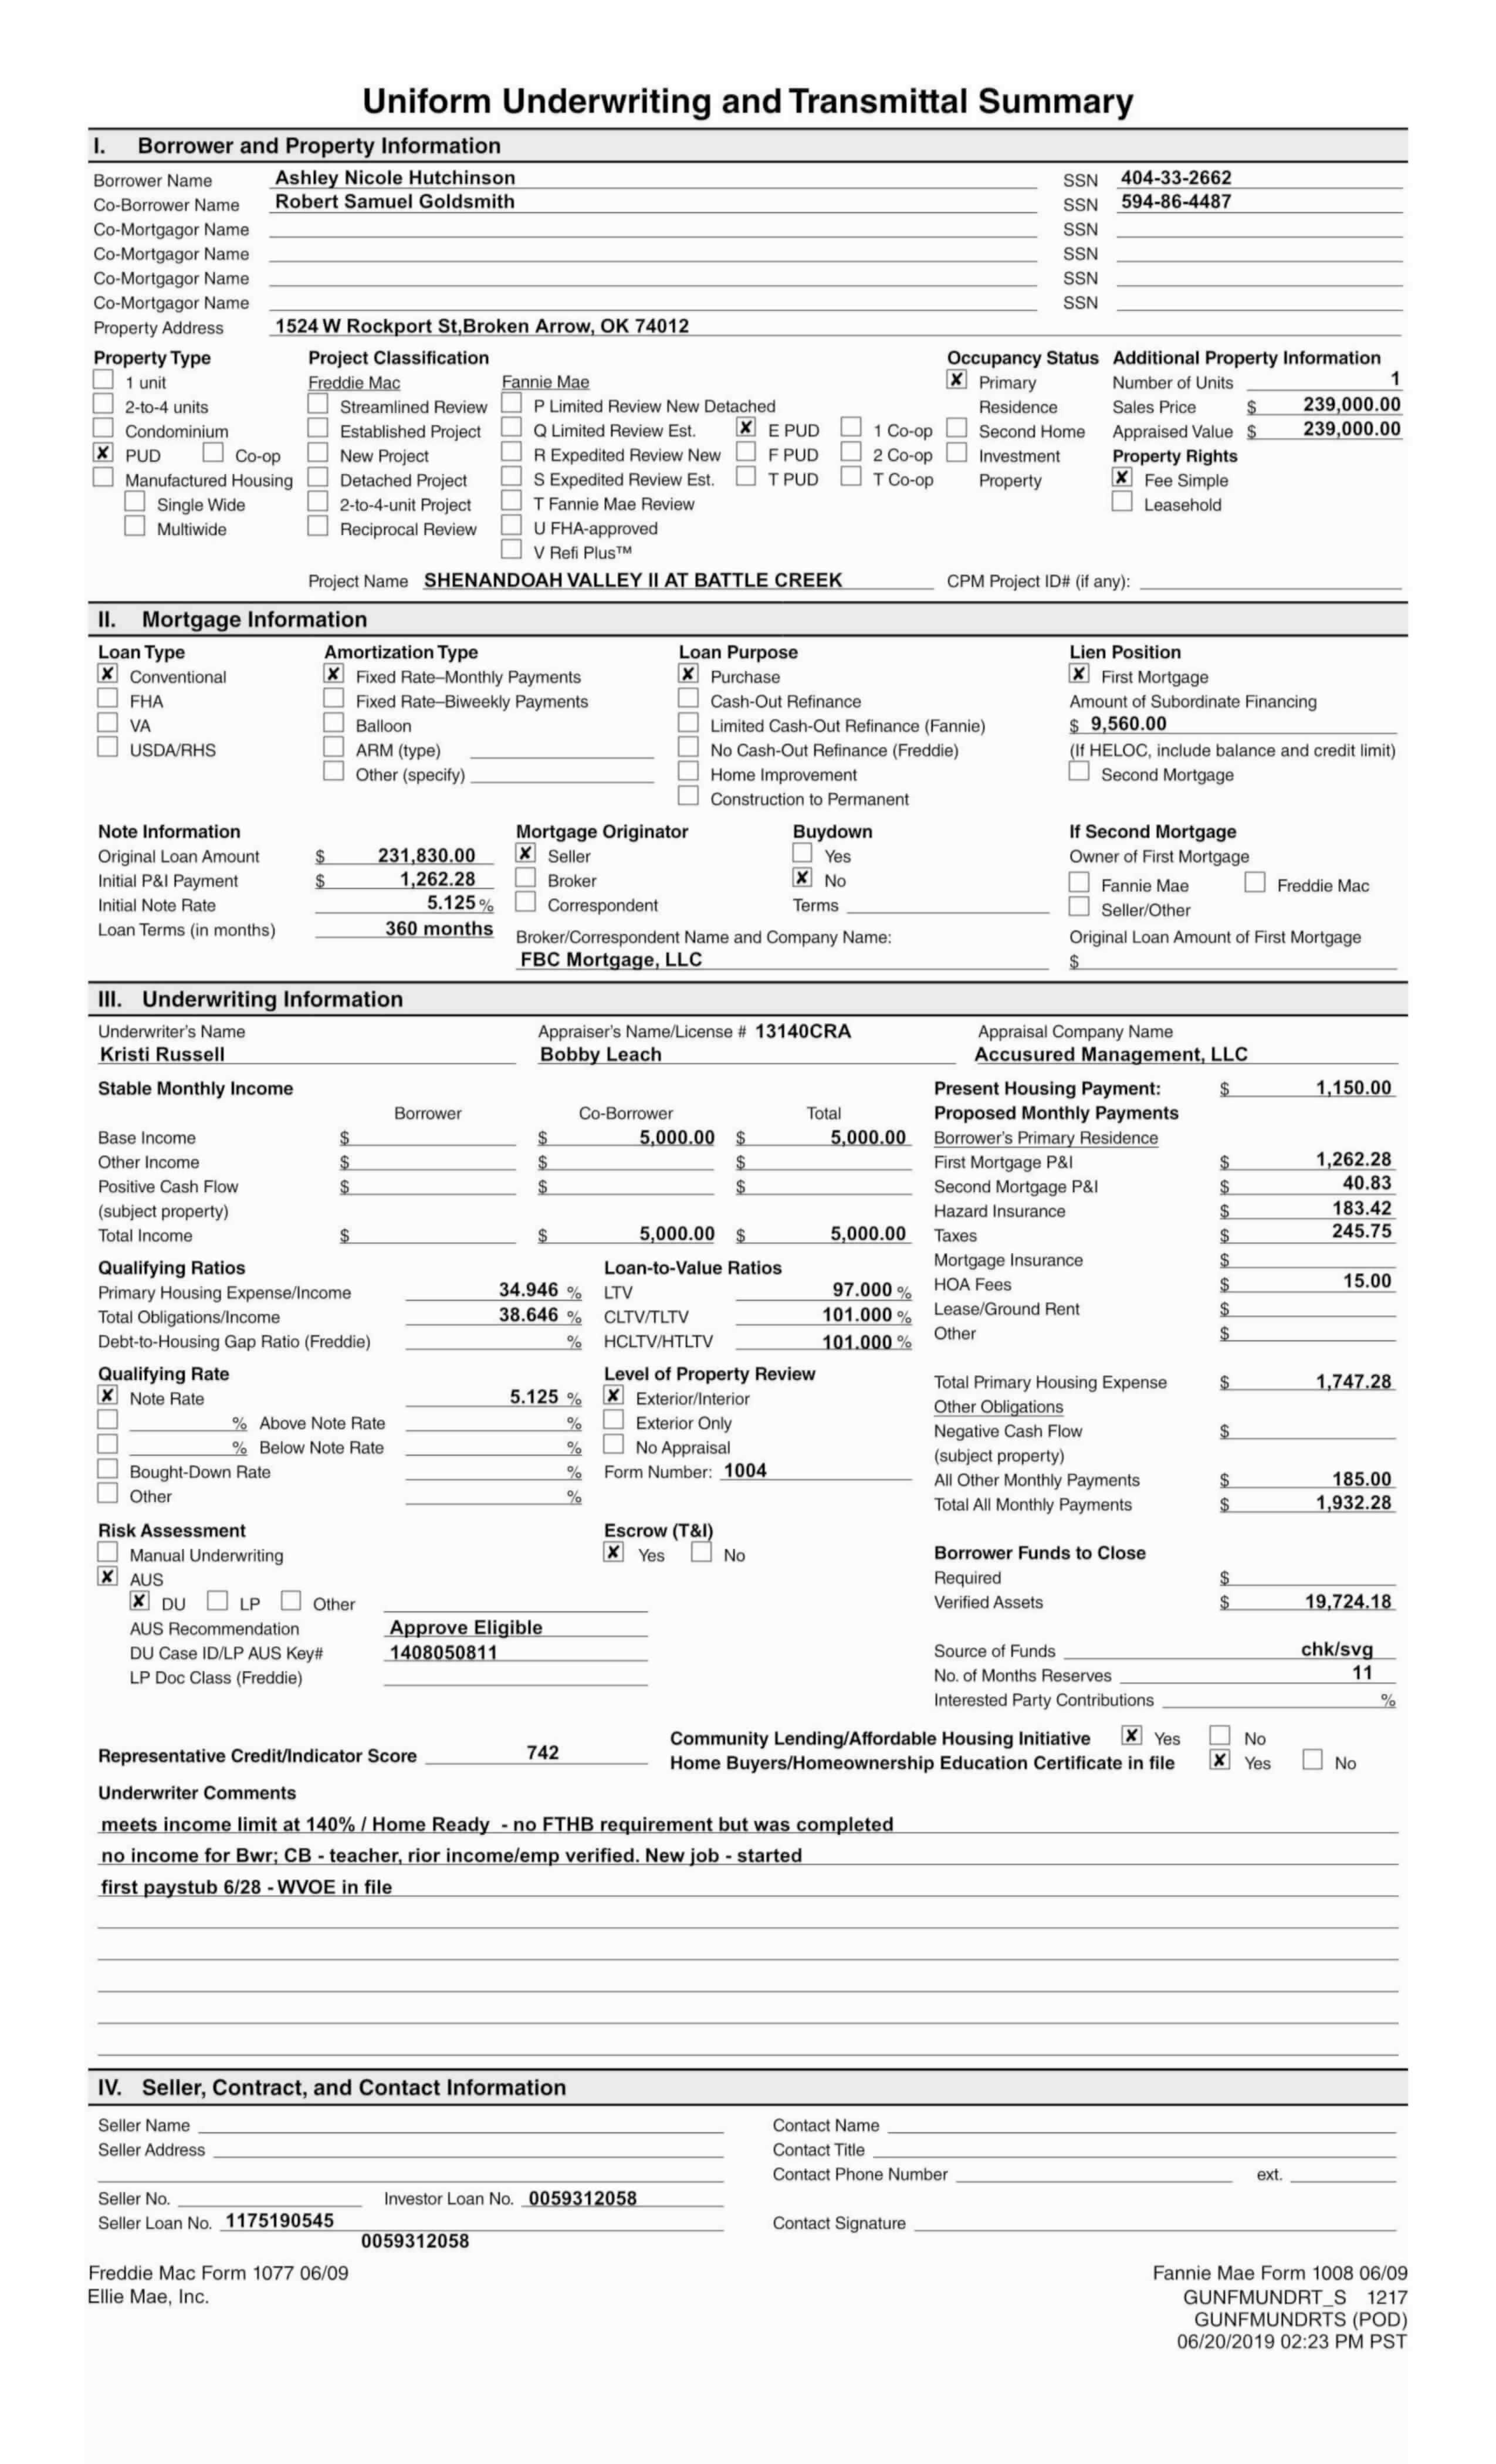 Uniform Underwriting and Transmittal Summary
I. Borrower and Property Information
Borrower Name Ashley Nicole Hutchinson SSN 404-33-2662
Co-Borrower Name Robert Samuel Goldsmith SSN 594-86-4487
Co-Mortgagor Name SSN
Co-Mortgagor Name SSN
Co-Mortgagor Name SSN
Co-Mortgagor Name SSN
Property Address 1524 W Rockport St,Broken Arrow, OK 74012
Property Type Project Classification Occupancy Status Additional Property Information
1 unit Freddie Mac Fannie Mae X Primary Number of Units 1
2-to-4 units Streamlined Review P Limited Review New Detached Residence Sales Price $ 239,000.00
Condominium Established Project Q Limited Review Est. X E PUD 1 Co-op Second Home Appraised Value $ 239,000.00
X PUD Co-op New Project R Expedited Review New F PUD 2 Co-op Investment Property Rights
Manufactured Housing Detached Project S Expedited Review Est. T PUD T Co-op Property X Fee Simple
Single Wide 2-to-4-unit Project T Fannie Mae Review Leasehold
Multiwide Reciprocal Review U FHA-approved
V Refi Plus™
Project Name SHENANDOAH VALLEY II AT BATTLE CREEK CPM Project ID# (if any):
II. Mortgage Information
Loan Type Amortization Type Loan Purpose Lien Position
X Conventional X Fixed Rate–Monthly Payments X Purchase X First Mortgage
FHA Fixed Rate–Biweekly Payments Cash-Out Refinance Amount of Subordinate Financing
VA Balloon Limited Cash-Out Refinance (Fannie) $ 9,560.00
USDA/RHS ARM (type) No Cash-Out Refinance (Freddie) (If HELOC, include balance and credit limit)
Other (specify) Home Improvement Second Mortgage
Construction to Permanent
Note Information Mortgage Originator Buydown If Second Mortgage
Original Loan Amount $ 231,830.00 X Seller Yes Owner of First Mortgage
Initial P&I Payment $ 1,262.28 Broker X No Fannie Mae Freddie Mac
Initial Note Rate 5.125 % Correspondent Terms Seller/Other
Loan Terms (in months) 360 months Broker/Correspondent Name and Company Name: Original Loan Amount of First Mortgage
FBC Mortgage, LLC $
III. Underwriting Information
Underwriter's Name Appraiser's Name/License # 13140CRA Appraisal Company Name
Kristi Russell Bobby Leach Accusured Management, LLC
Stable Monthly Income Present Housing Payment: $ 1,150.00
Borrower Co-Borrower Total Proposed Monthly Payments
Base Income $ $ 5,000.00 $ 5,000.00 Borrower's Primary Residence
Other Income $ $ $ First Mortgage P&I $ 1,262.28
Positive Cash Flow $ $ $ Second Mortgage P&I $ 40.83
(subject property) Hazard Insurance $ 183.42
Total Income $ $ 5,000.00 $ 5,000.00 Taxes $ 245.75
Qualifying Ratios Loan-to-Value Ratios Mortgage Insurance $
Primary Housing Expense/Income 34.946 % LTV 97.000 % HOA Fees $ 15.00
Total Obligations/Income 38.646 % CLTV/TLTV 101.000 % Lease/Ground Rent $
Debt-to-Housing Gap Ratio (Freddie) % HCLTV/HTLTV 101.000 % Other $
Qualifying Rate Level of Property Review Total Primary Housing Expense $ 1,747.28
X Note Rate 5.125 % X Exterior/Interior Other Obligations
% Above Note Rate % Exterior Only Negative Cash Flow $
% Below Note Rate % No Appraisal (subject property)
Bought-Down Rate % Form Number: 1004 All Other Monthly Payments $ 185.00
Other % Total All Monthly Payments $ 1,932.28
Risk Assessment Escrow (T&I)
Manual Underwriting X Yes No Borrower Funds to Close
X AUS Required $
X DU LP Other Verified Assets $ 19,724.18
AUS Recommendation Approve Eligible
DU Case ID/LP AUS Key# 1408050811 Source of Funds chk/svg
LP Doc Class (Freddie) No. of Months Reserves 11
Interested Party Contributions %
Community Lending/Affordable Housing Initiative X Yes No
Representative Credit/Indicator Score 742 Home Buyers/Homeownership Education Certificate in file X Yes No
Underwriter Comments
meets income limit at 140% / Home Ready - no FTHB requirement but was completed
no income for Bwr; CB - teacher, rior income/emp verified. New job - started
first paystub 6/28 - WVOE in file
IV. Seller, Contract, and Contact Information
Seller Name Contact Name
Seller Address Contact Title
Contact Phone Number ext.
Seller No. Investor Loan No. 0059312058
Seller Loan No. 1175190545 Contact Signature
0059312058
Freddie Mac Form 1077 06/09 Fannie Mae Form 1008 06/09
Ellie Mae, Inc. GUNFMUNDRT_S 1217
GUNFMUNDRTS (POD)
06/20/2019 02:23 PM PST